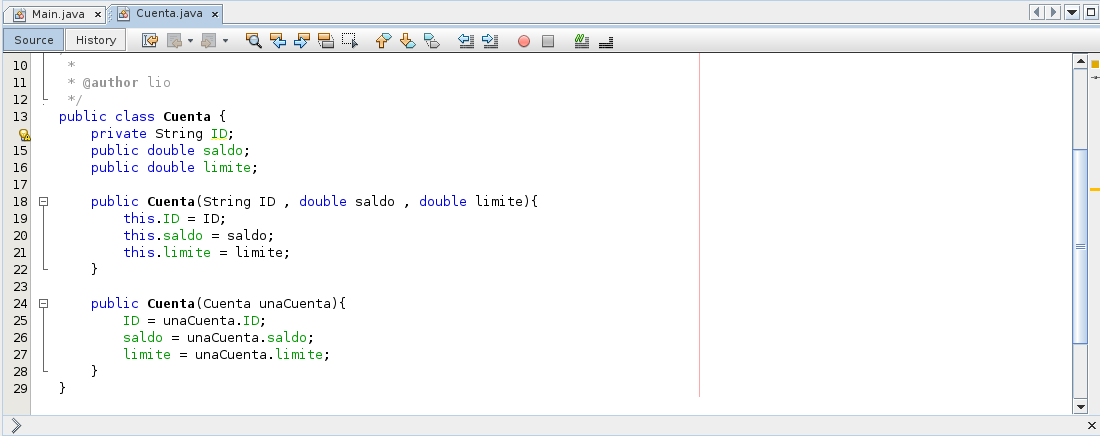 Main.java
Cuenta.java
Source History
10 *
11 * @author lio
12 */
13 public class Cuenta {
private String ID;
15 public double saldo;
16 public double limite;
17
18 public Cuenta(String ID , double saldo , double limite){
19 this.ID = ID;
20 this.saldo = saldo;
21 this.limite = limite;
22 }
23
24 public Cuenta(Cuenta unaCuenta){
25 ID = unaCuenta.ID;
26 saldo = unaCuenta.saldo;
27 limite = unaCuenta.limite;
28 }
29 }